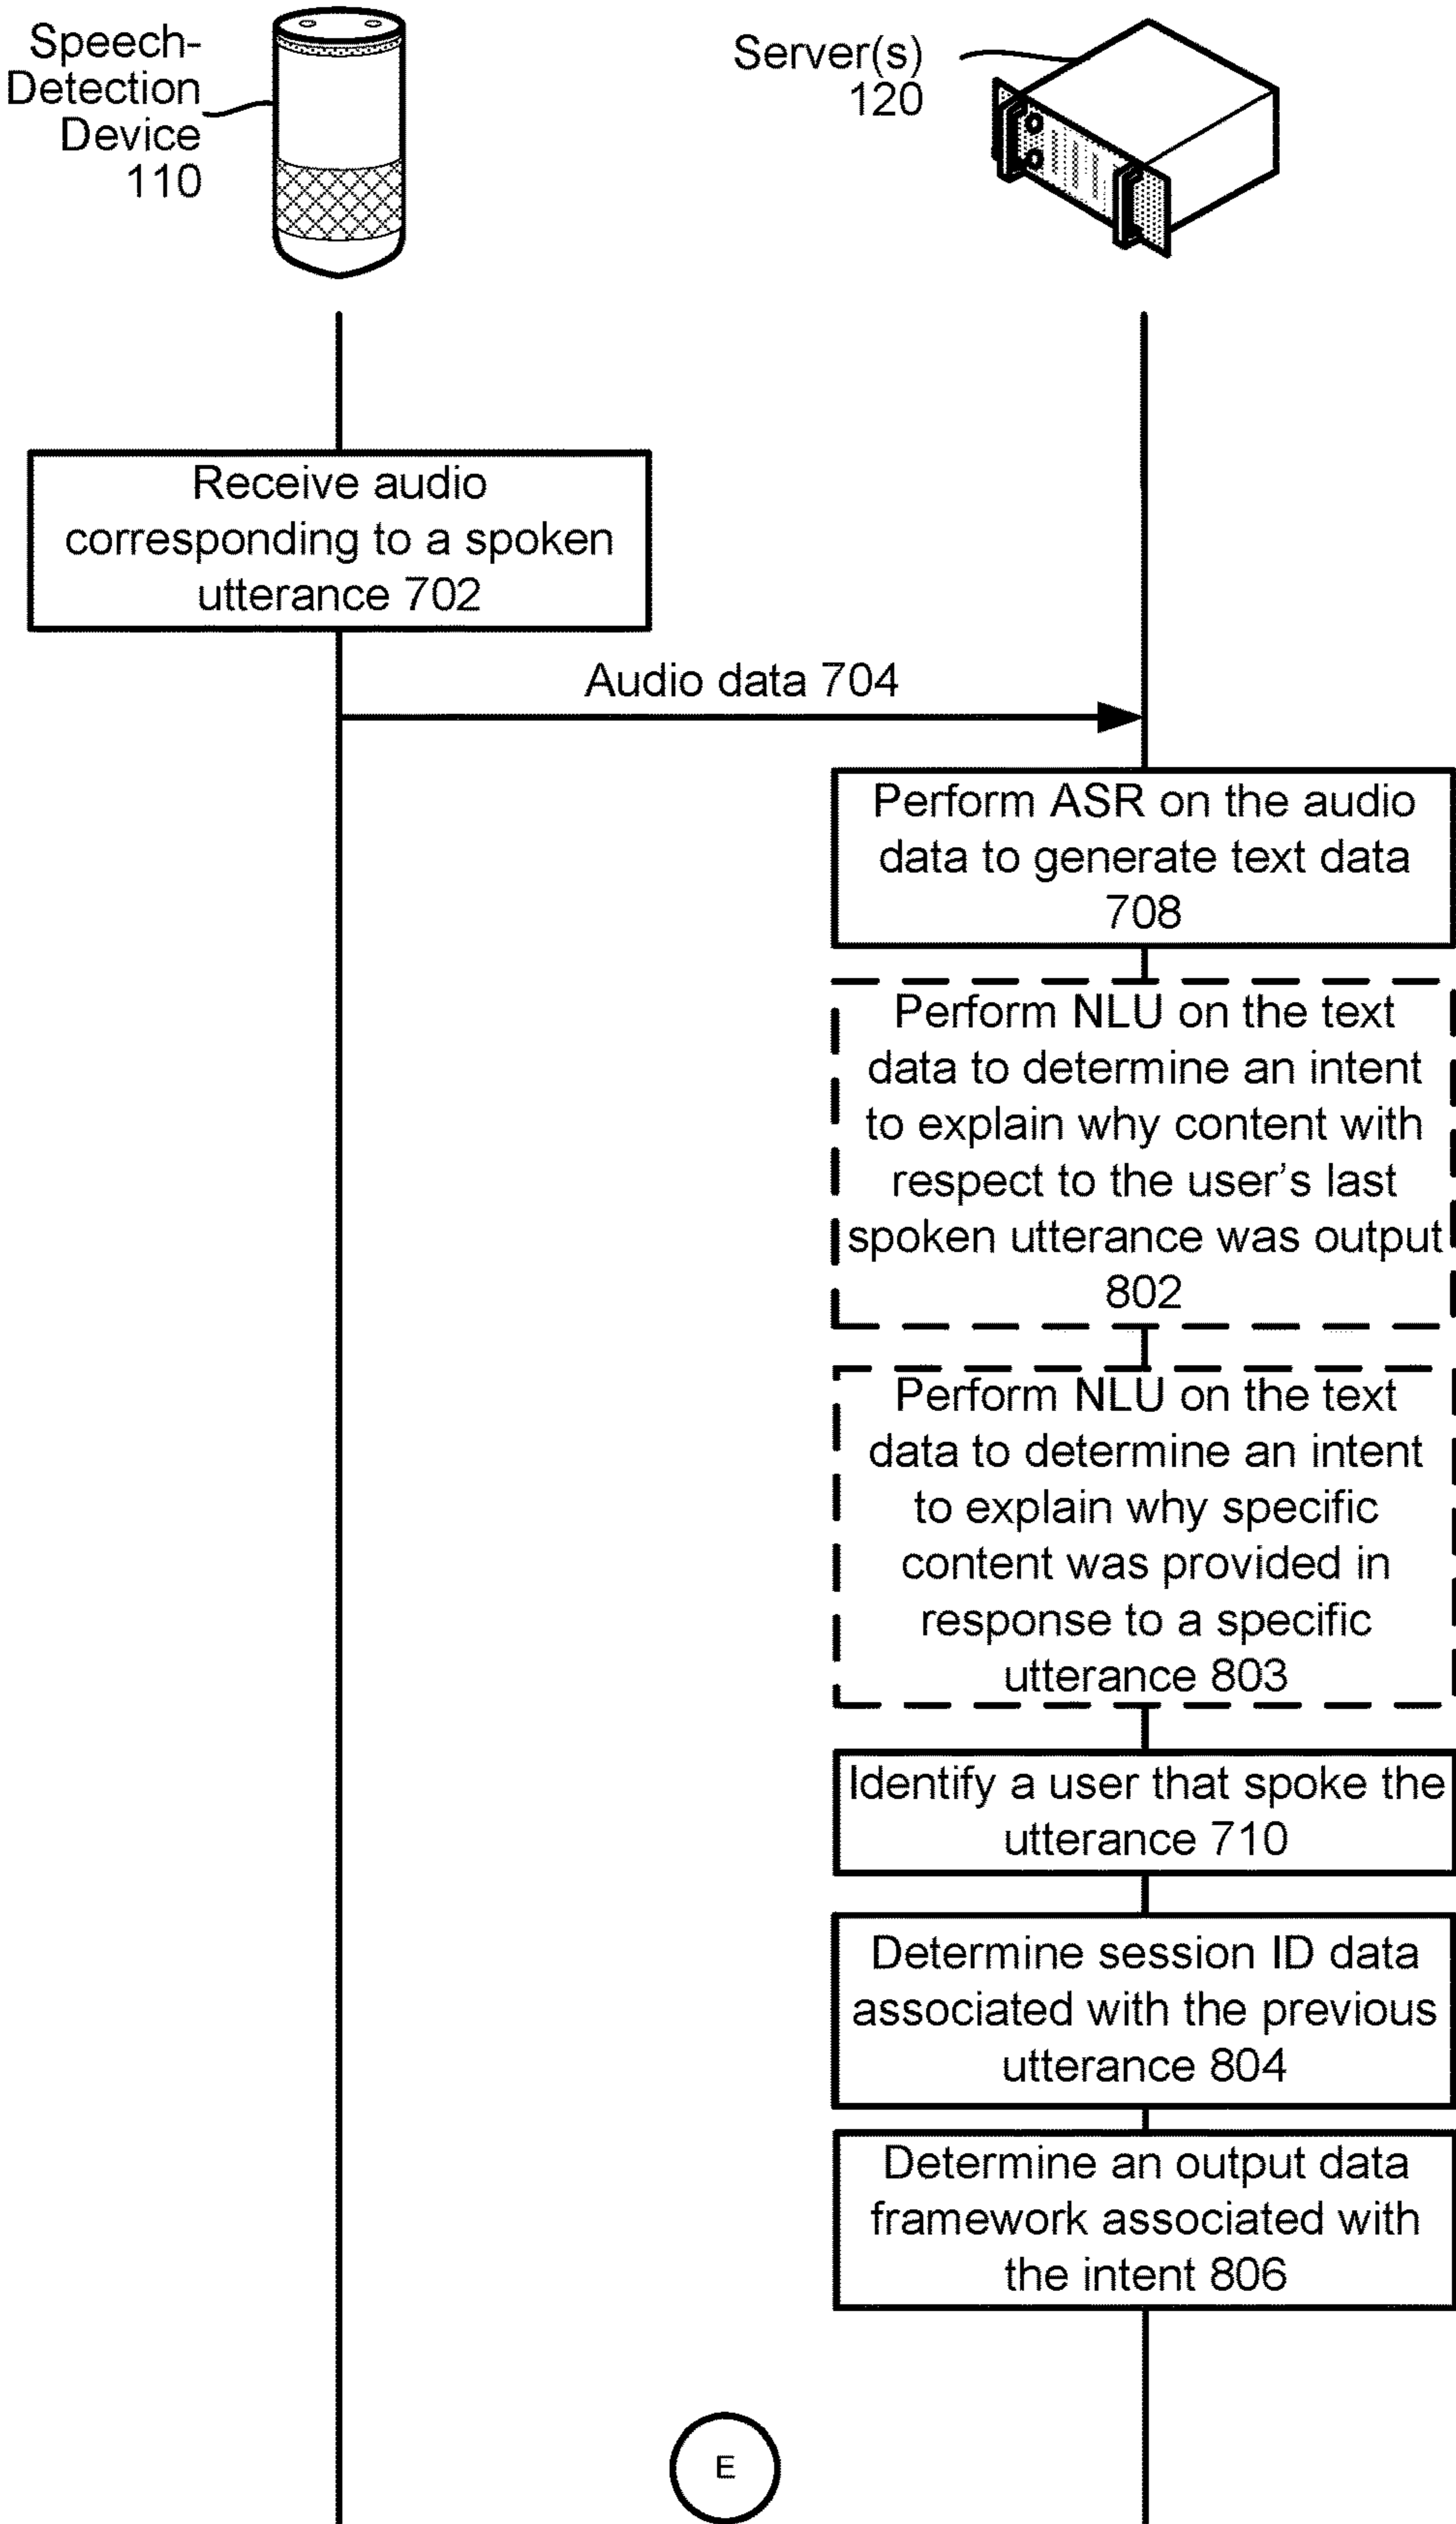 Speech-
Detection
Device
110
Server(s)
120
Receive audio
corresponding to a spoken
utterance 702
Audio data 704
Perform ASR on the audio
data to generate text data
708
Perform NLU on the text
data to determine an intent
to explain why content with
respect to the user's last
spoken utterance was output
802
Perform NLU on the text
data to determine an intent
to explain why specific
content was provided in
response to a specific
utterance 803
Identify a user that spoke the
utterance 710
Determine session ID data
associated with the previous
utterance 804
Determine an output data
framework associated with
the intent 806
E